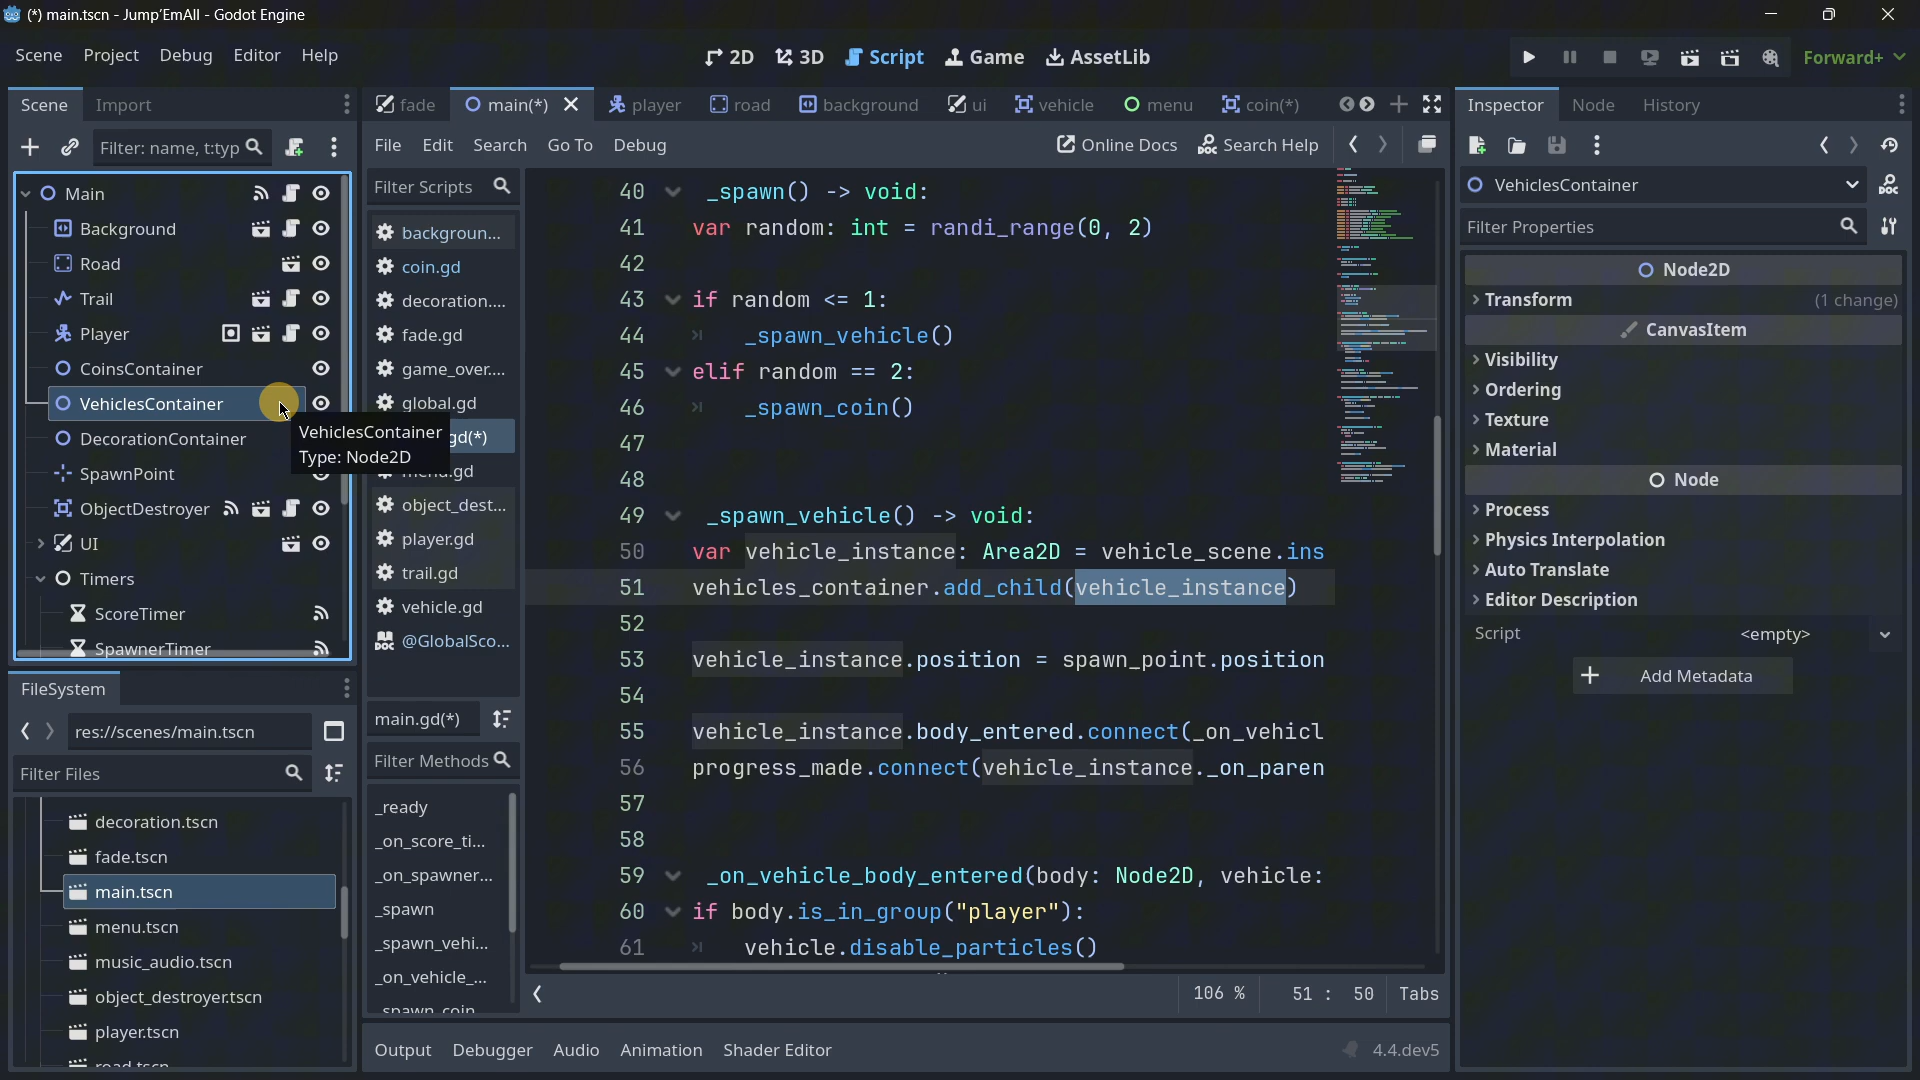 (*) main.tscn - Jump'EmAll - Godot Engine
Scene Project Debug Editor Help
2D 3D Script Game AssetLib
Forward+
Scene Import
Filter: name, t:typ
Main
Background
Road
Trail
Player
CoinsContainer
VehiclesContainer
DecorationContainer
SpawnPoint
ObjectDestroyer
UI
Timers
ScoreTimer
SpawnerTimer
VehiclesContainer
Type: Node2D
FileSystem
res://scenes/main.tscn
Filter Files
decoration.tscn
fade.tscn
main.tscn
menu.tscn
music_audio.tscn
object_destroyer.tscn
player.tscn
road.tscn
fade main(*) player road background ui vehicle menu coin(*)
File Edit Search Go To Debug
Online Docs Search Help
Filter Scripts
backgroun...
coin.gd
decoration....
fade.gd
game_over....
global.gd
gd(*)
menu.gd
object_dest...
player.gd
trail.gd
vehicle.gd
@GlobalSco...
main.gd(*)
Filter Methods
_ready
_on_score_ti...
_on_spawner...
_spawn
_spawn_vehi...
_on_vehicle_...
_spawn_coin
40 _spawn() -> void:
41 var random: int = randi_range(0, 2)
42
43 if random <= 1:
44 _spawn_vehicle()
45 elif random == 2:
46 _spawn_coin()
47
48
49 _spawn_vehicle() -> void:
50 var vehicle_instance: Area2D = vehicle_scene.ins
51 vehicles_container.add_child(vehicle_instance)
52
53 vehicle_instance.position = spawn_point.position
54
55 vehicle_instance.body_entered.connect(_on_vehicl
56 progress_made.connect(vehicle_instance._on_paren
57
58
59 _on_vehicle_body_entered(body: Node2D, vehicle:
60 if body.is_in_group("player"):
61 vehicle.disable_particles()
106 % 51 : 50 Tabs
Output Debugger Audio Animation Shader Editor
4.4.dev5
Inspector Node History
VehiclesContainer
Filter Properties
Node2D
Transform (1 change)
CanvasItem
Visibility
Ordering
Texture
Material
Node
Process
Physics Interpolation
Auto Translate
Editor Description
Script <empty>
Add Metadata